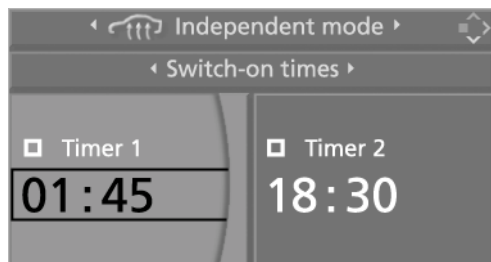 Independent mode
Switch-on times
Timer 1 Timer 2
01:45 18:30